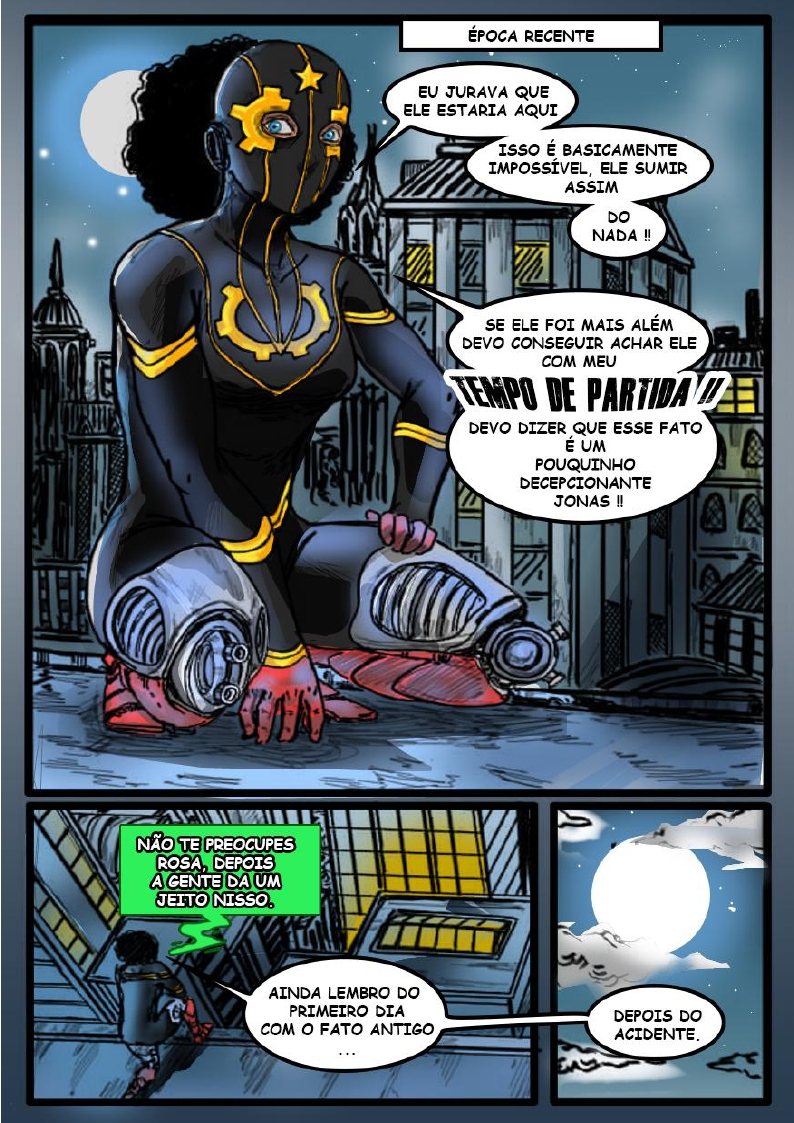 ÉPOCA RECENTE
EU JURAVA QUE
ELE ESTARIA AQUI
ISSO É BASICAMENTE
IMPOSSÍVEL, ELE SUMIR
ASSIM
DO
NADA !!
SE ELE FOI MAIS ALÉM
DEVO CONSEGUIR ACHAR ELE
COM MEU
TEMPO DE PARTIDA !!
DEVO DIZER QUE ESSE FATO
É UM
POUQUINHO
DECEPCIONANTE
JONAS !!
NÃO TE PREOCUPES
ROSA, DEPOIS
A GENTE DA UM
JEITO NISSO.
AINDA LEMBRO DO
PRIMEIRO DIA
COM O FATO ANTIGO
...
DEPOIS DO
ACIDENTE.